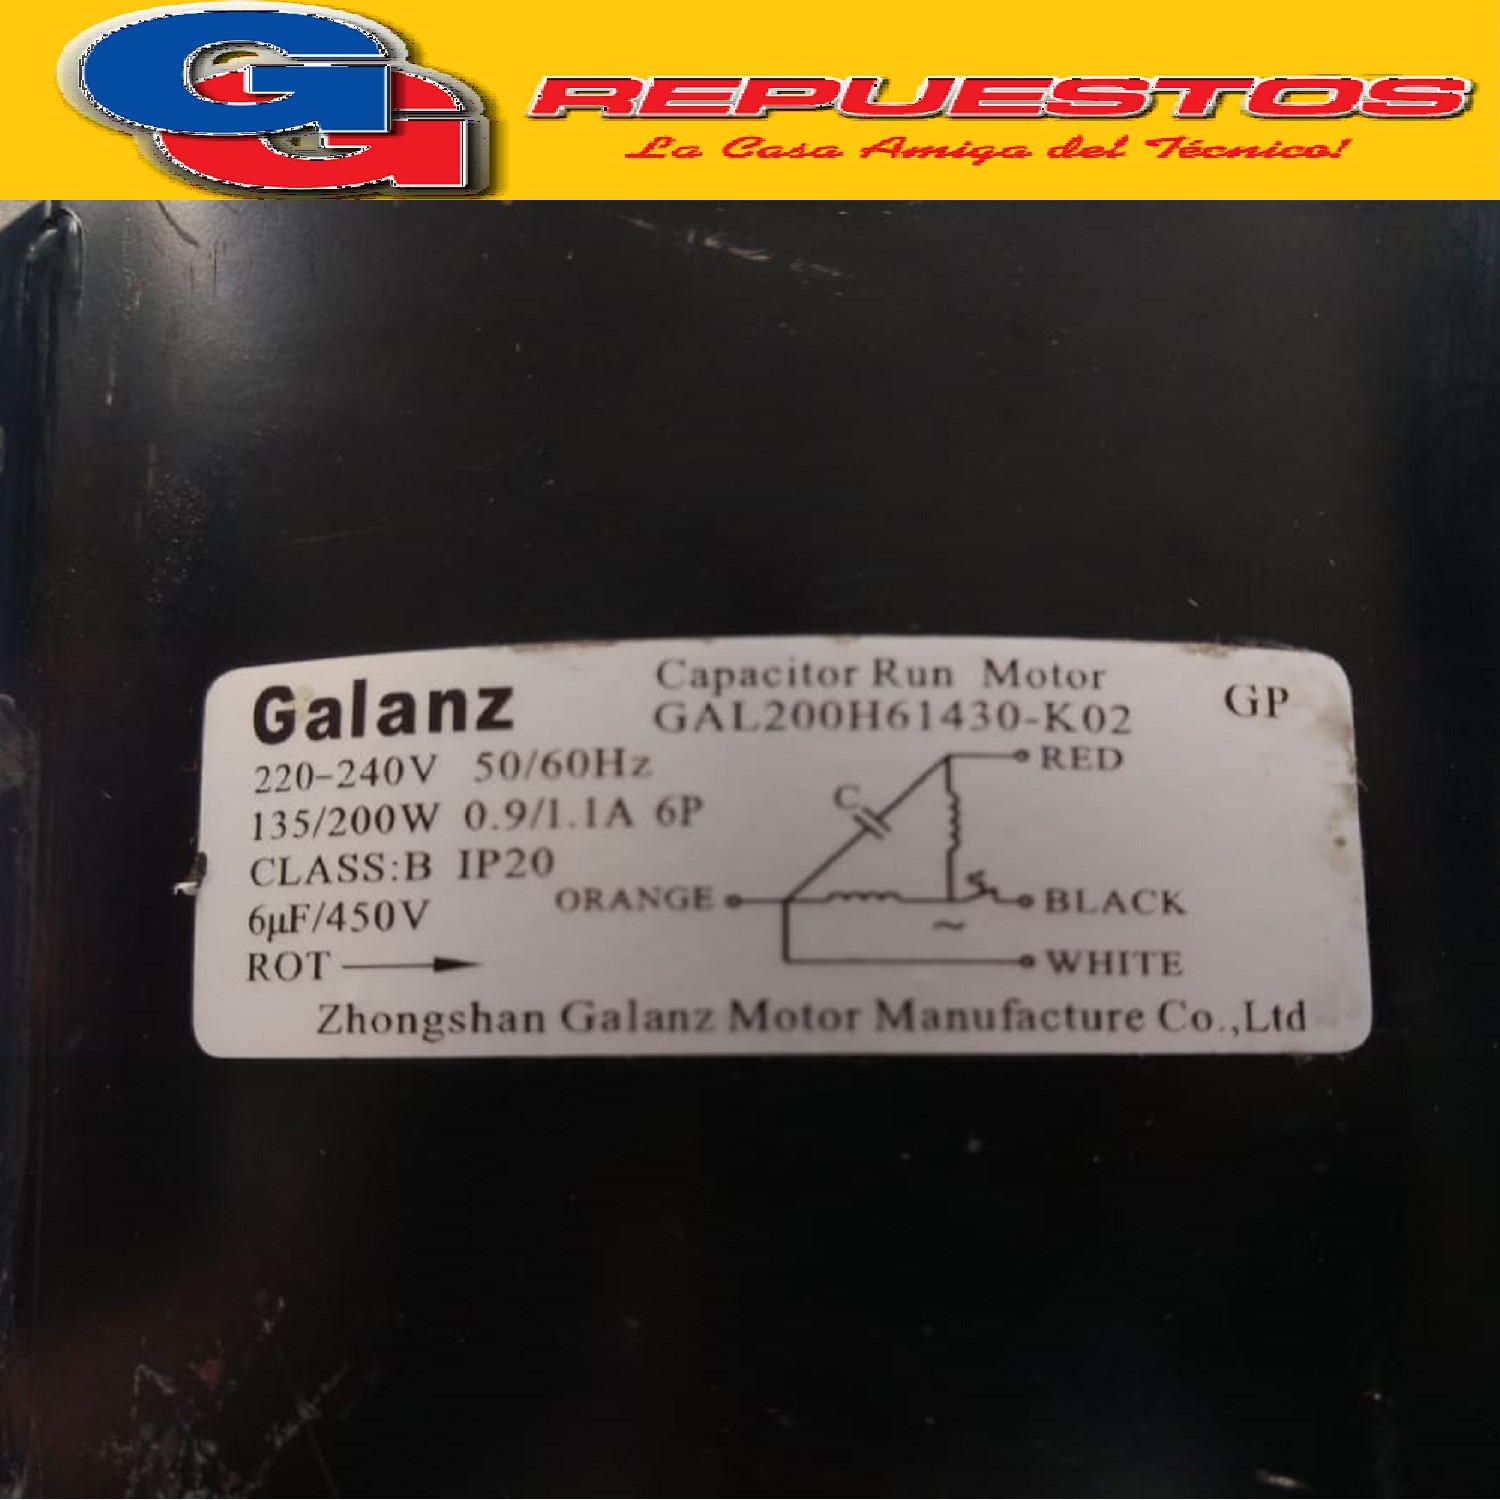 GG REPUESTOS
La Casa Amiga del Técnico!
Galanz
Capacitor Run Motor
GAL200H61430-K02
GP
220-240V 50/60Hz
135/200W 0.9/1.1A 6P
CLASS:B IP20
6µF/450V
ROT
C
RED
ORANGE
BLACK
~
WHITE
Zhongshan Galanz Motor Manufacture Co.,Ltd